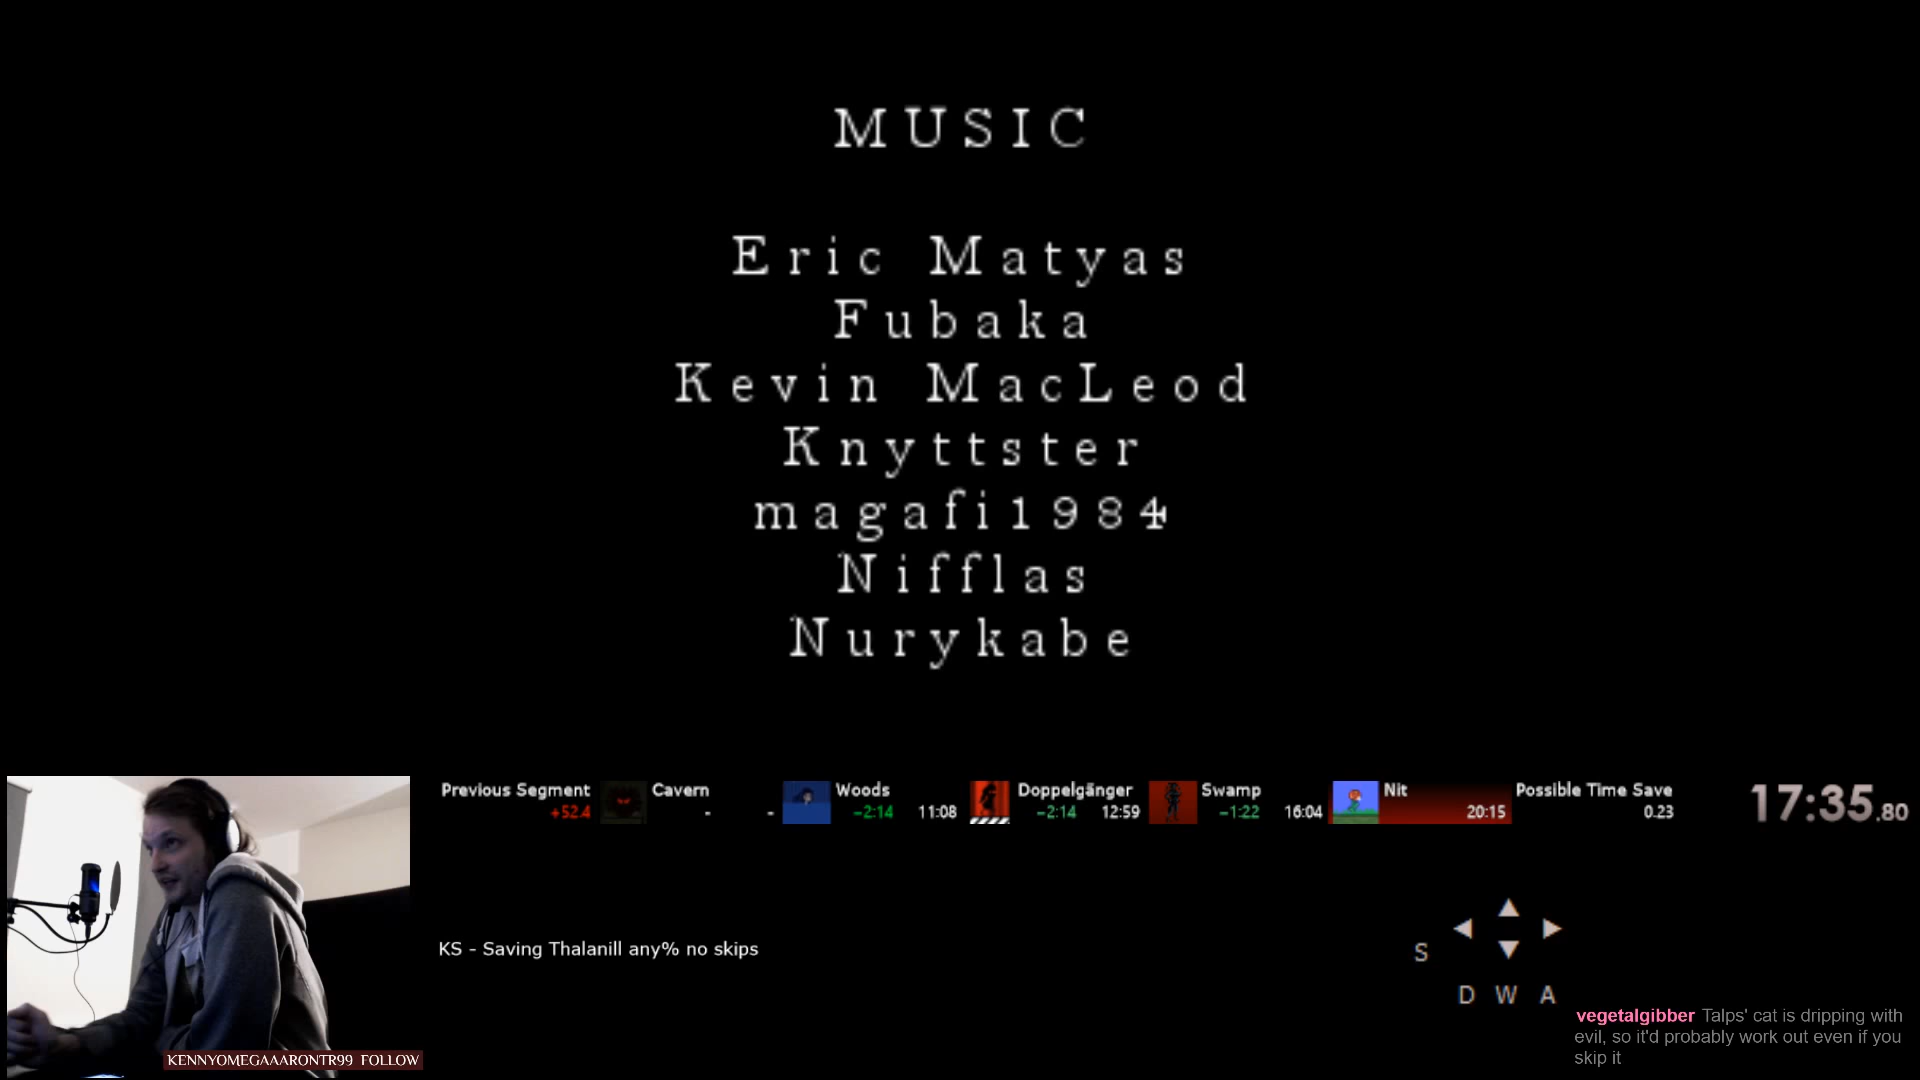 MUSIC
Eric Matyas
Fubaka
Kevin MacLeod
Knyttster
magafi1984
Nifflas
Nurykabe
Previous Segment
+52.4
Cavern
- -
Woods
-2:14 11:08
Doppelgänger
-2:14 12:59
Swamp
-1:22 16:04
Nit
20:15
Possible Time Save
0.23
17:35.80
KS - Saving Thalanill any% no skips
S
D W A
vegetalgibber Talps' cat is dripping with
evil, so it'd probably work out even if you
skip it
KENNYOMEGAAARONTR99 FOLLOW